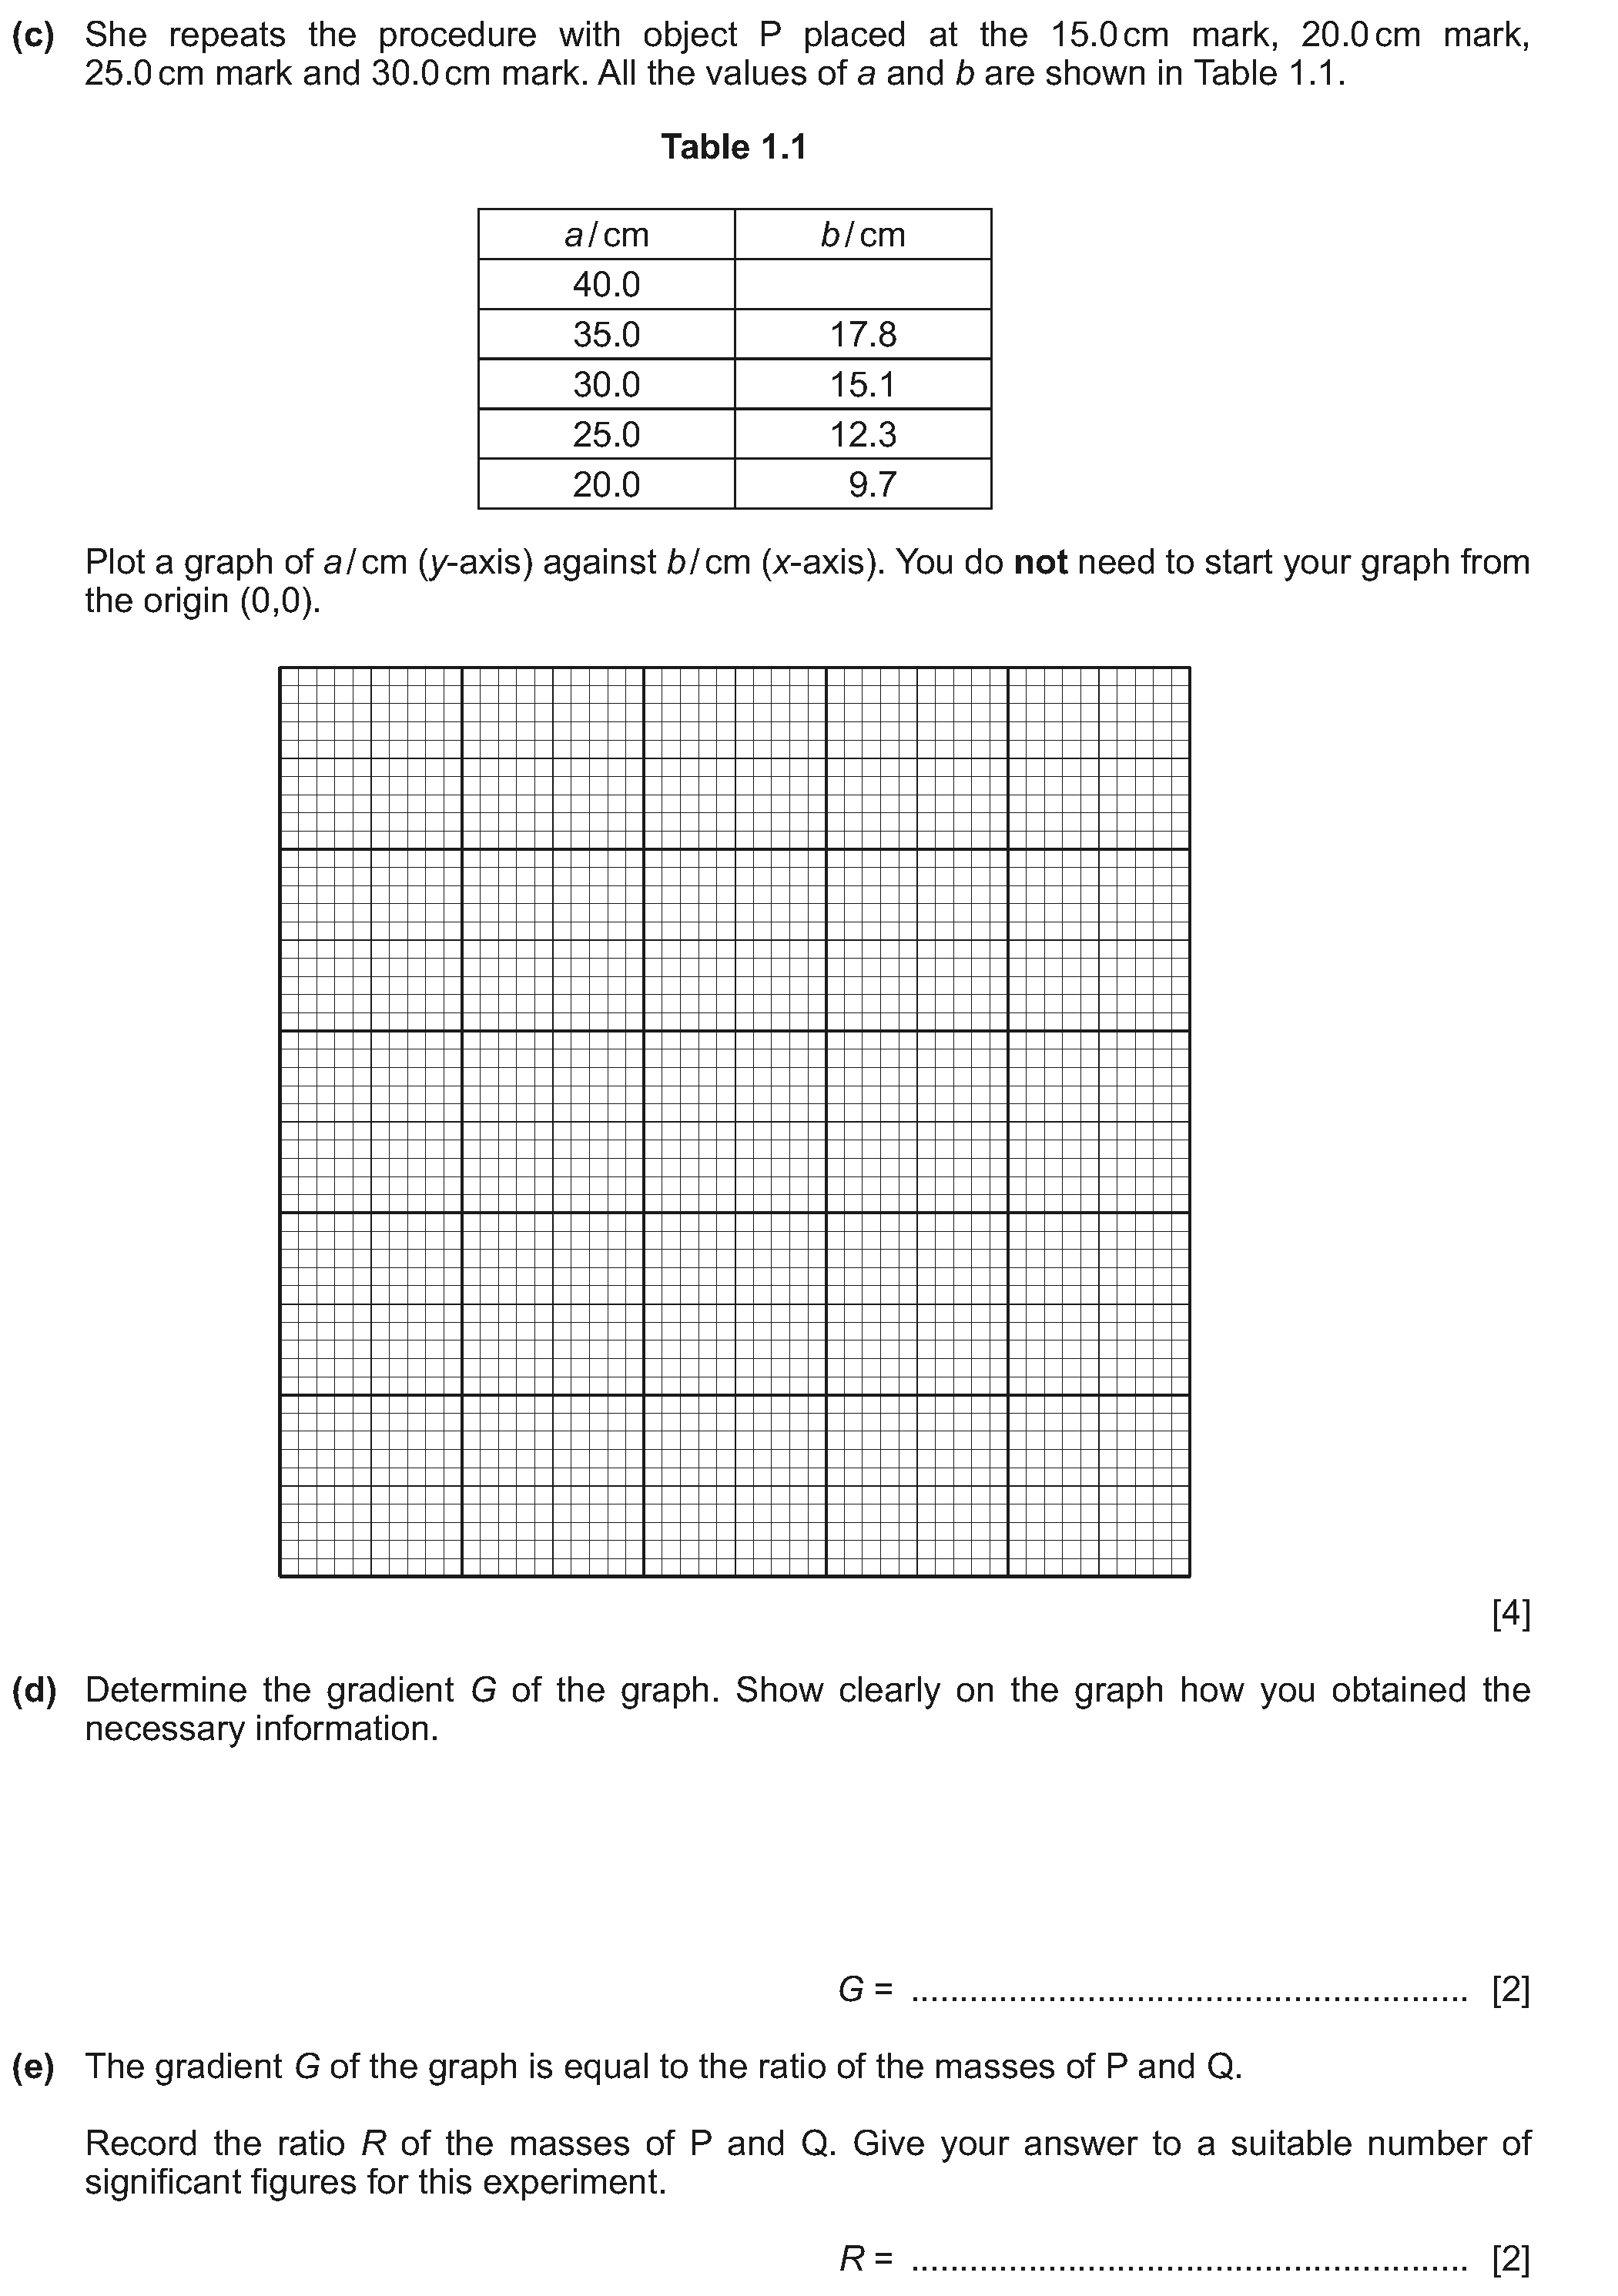 (c) She repeats the procedure with object P placed at the 15.0 cm mark, 20.0 cm mark,
25.0 cm mark and 30.0 cm mark. All the values of a and b are shown in Table 1.1.
Table 1.1
a / cm b / cm
40.0
35.0 17.8
30.0 15.1
25.0 12.3
20.0 9.7
Plot a graph of a / cm (y-axis) against b / cm (x-axis). You do not need to start your graph from
the origin (0,0).
[4]
(d) Determine the gradient G of the graph. Show clearly on the graph how you obtained the
necessary information.
G = ........................................................ [2]
(e) The gradient G of the graph is equal to the ratio of the masses of P and Q.
Record the ratio R of the masses of P and Q. Give your answer to a suitable number of
significant figures for this experiment.
R = ........................................................ [2]